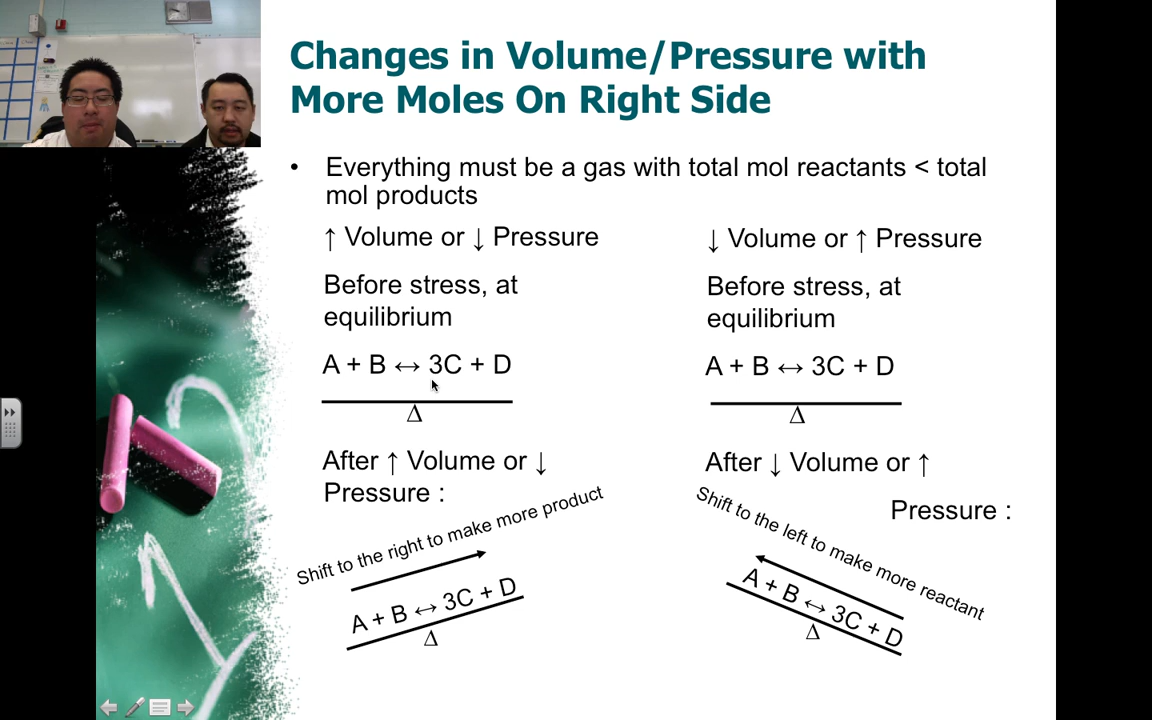 Changes in Volume/Pressure with
More Moles On Right Side
• Everything must be a gas with total mol reactants < total
mol products
↑ Volume or ↓ Pressure
Before stress, at
equilibrium
A + B ↔ 3C + D
Δ
After ↑ Volume or ↓
Pressure :
Shift to the right to make more product
A + B ↔ 3C + D
Δ
↓ Volume or ↑ Pressure
Before stress, at
equilibrium
A + B ↔ 3C + D
Δ
After ↓ Volume or ↑
Pressure :
Shift to the left to make more reactant
A + B ↔ 3C + D
Δ